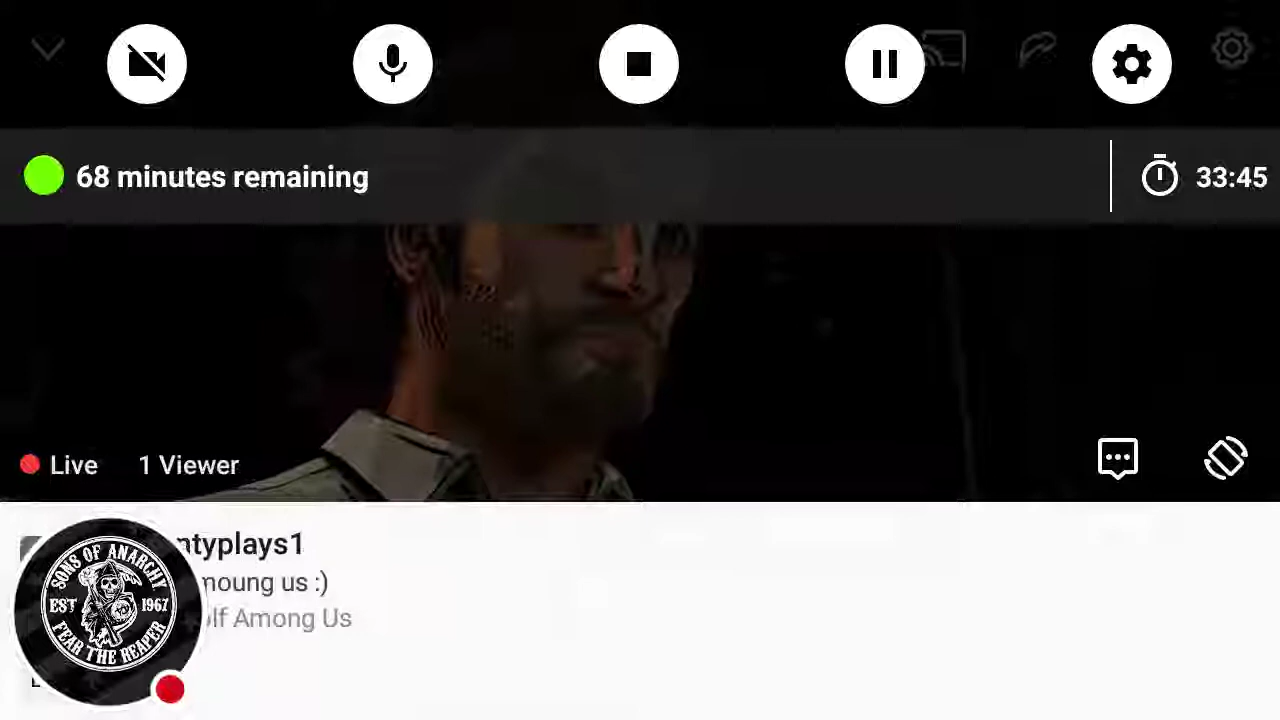 68 minutes remaining
33:45
Live 1 Viewer
ntyplays1
moung us :)
olf Among Us
SONS OF ANARCHY
EST 1967
FEAR THE REAPER